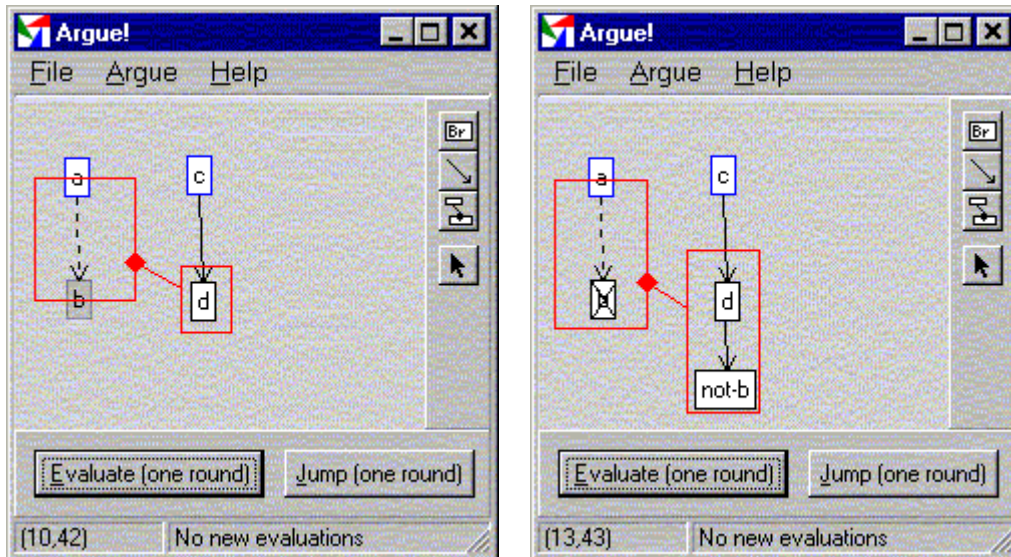 Argue!
File Argue Help
Br
a
c
b
d
Evaluate (one round)
Jump (one round)
(10,42)
No new evaluations
Argue!
File Argue Help
Br
a
c
d
not-b
Evaluate (one round)
Jump (one round)
(13,43)
No new evaluations